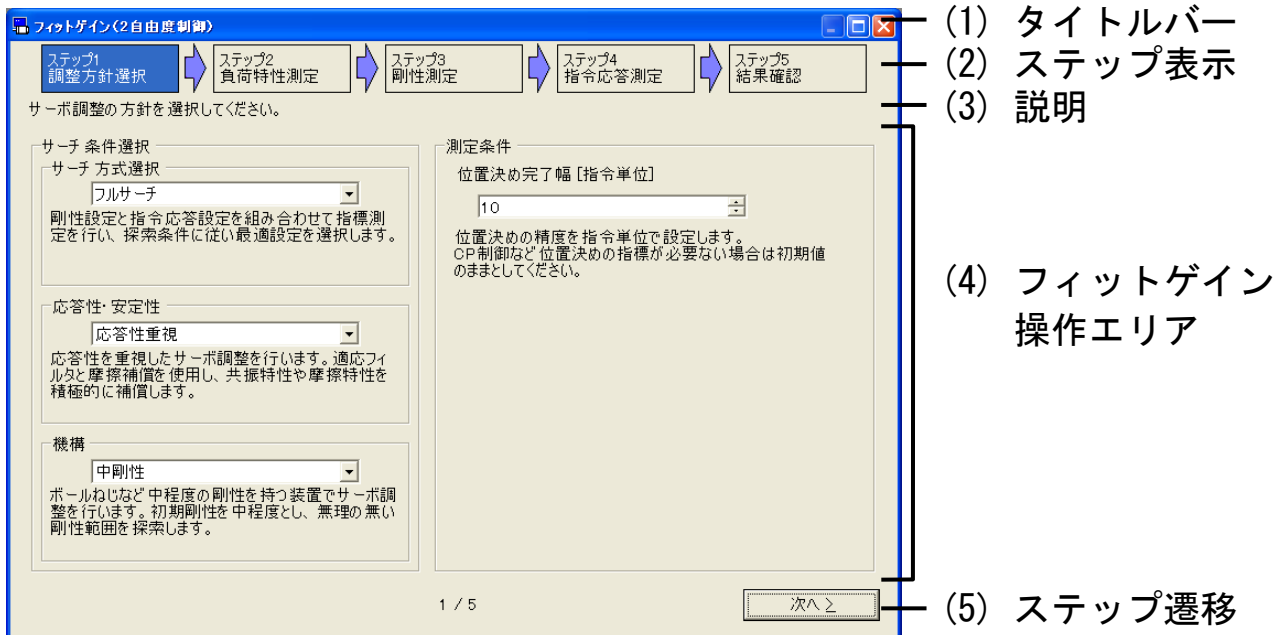 フィットゲイン(2自由度制御)
(1) タイトルバー
ステップ1
調整方針選択
ステップ2
負荷特性測定
ステップ3
剛性測定
ステップ4
指令応答測定
ステップ5
結果確認
(2) ステップ表示
サーボ調整の方針を選択してください。
(3) 説明
サーチ条件選択
サーチ方式選択
フルサーチ
剛性設定と指令応答設定を組み合わせて指標測
定を行い、探索条件に従い最適設定を選択します。
応答性・安定性
応答性重視
応答性を重視したサーボ調整を行います。適応フィ
ルタと摩擦補償を使用し、共振特性や摩擦特性を
積極的に補償します。
機構
中剛性
ボールねじなど中程度の剛性を持つ装置でサーボ調
整を行います。初期剛性を中程度とし、無理の無い
剛性範囲を探索します。
測定条件
位置決め完了幅 [指令単位]
10
位置決めの精度を指令単位で設定します。
CP制御など位置決めの指標が必要ない場合は初期値
のままとしてください。
(4) フィットゲイン
操作エリア
1 / 5
次へ >
(5) ステップ遷移